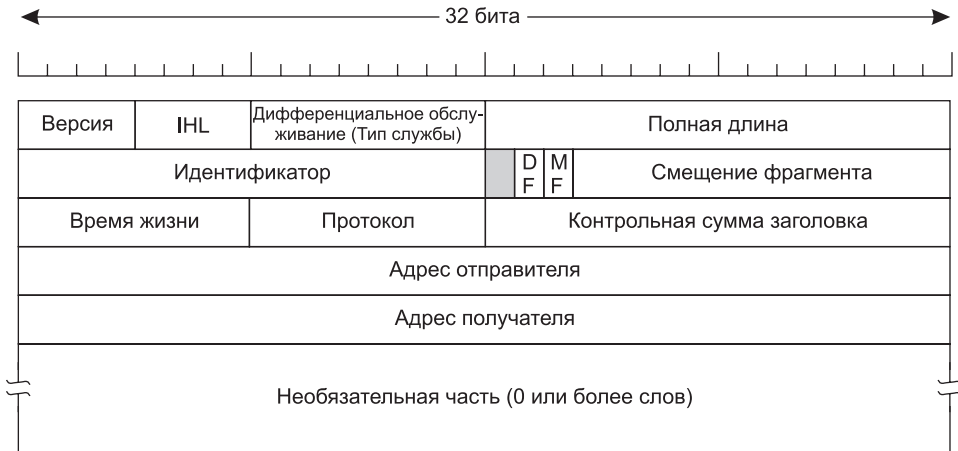 32 бита
Версия
IHL
Дифференциальное обслу-
живание (Тип службы)
Полная длина
Идентификатор
D
F
M
F
Смещение фрагмента
Время жизни
Протокол
Контрольная сумма заголовка
Адрес отправителя
Адрес получателя
Необязательная часть (0 или более слов)